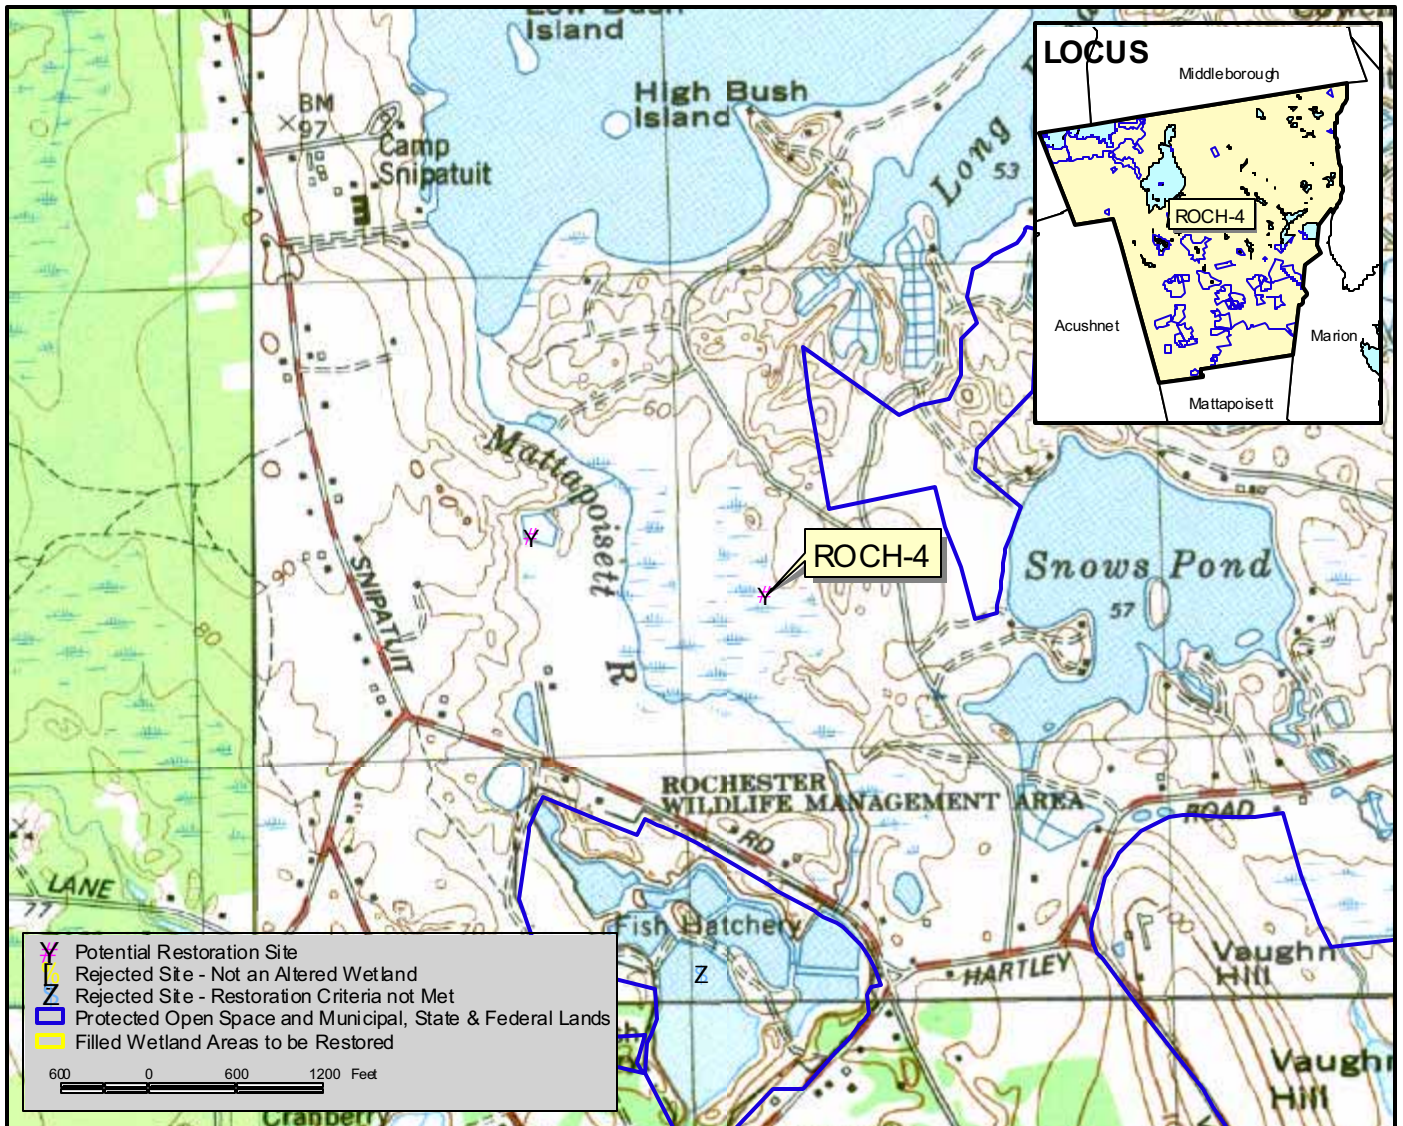 Low Bush
Island
High Bush
Island
BM
97
Camp
Snipatuit
m
Long
53
LOCUS
Middleborough
ROCH-4
Acushnet
Marion
Mattapoisett
60
Mattapoisett
R
Y
Y
ROCH-4
Snows Pond
57
SNIPATUIT
90
80
ROCHESTER
WILDLIFE MANAGEMENT AREA
ROAD
RD
LANE
77
Fish Hatchery
Z
HARTLEY
Vaughn
Hill
Vaughn
Hill
Y Potential Restoration Site
Rejected Site - Not an Altered Wetland
Z Rejected Site - Restoration Criteria not Met
Protected Open Space and Municipal, State & Federal Lands
Filled Wetland Areas to be Restored
600 0 600 1200 Feet
Cranberry